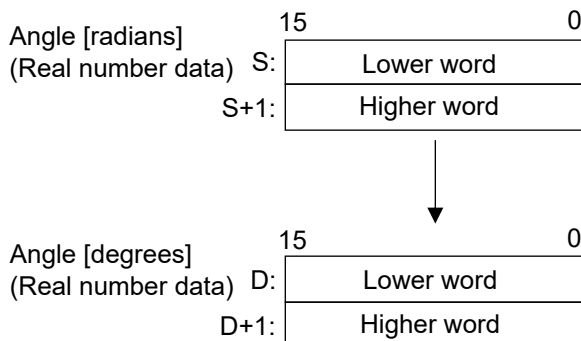 15 0
Angle [radians]
(Real number data) S: Lower word
S+1: Higher word
15 0
Angle [degrees]
(Real number data) D: Lower word
D+1: Higher word